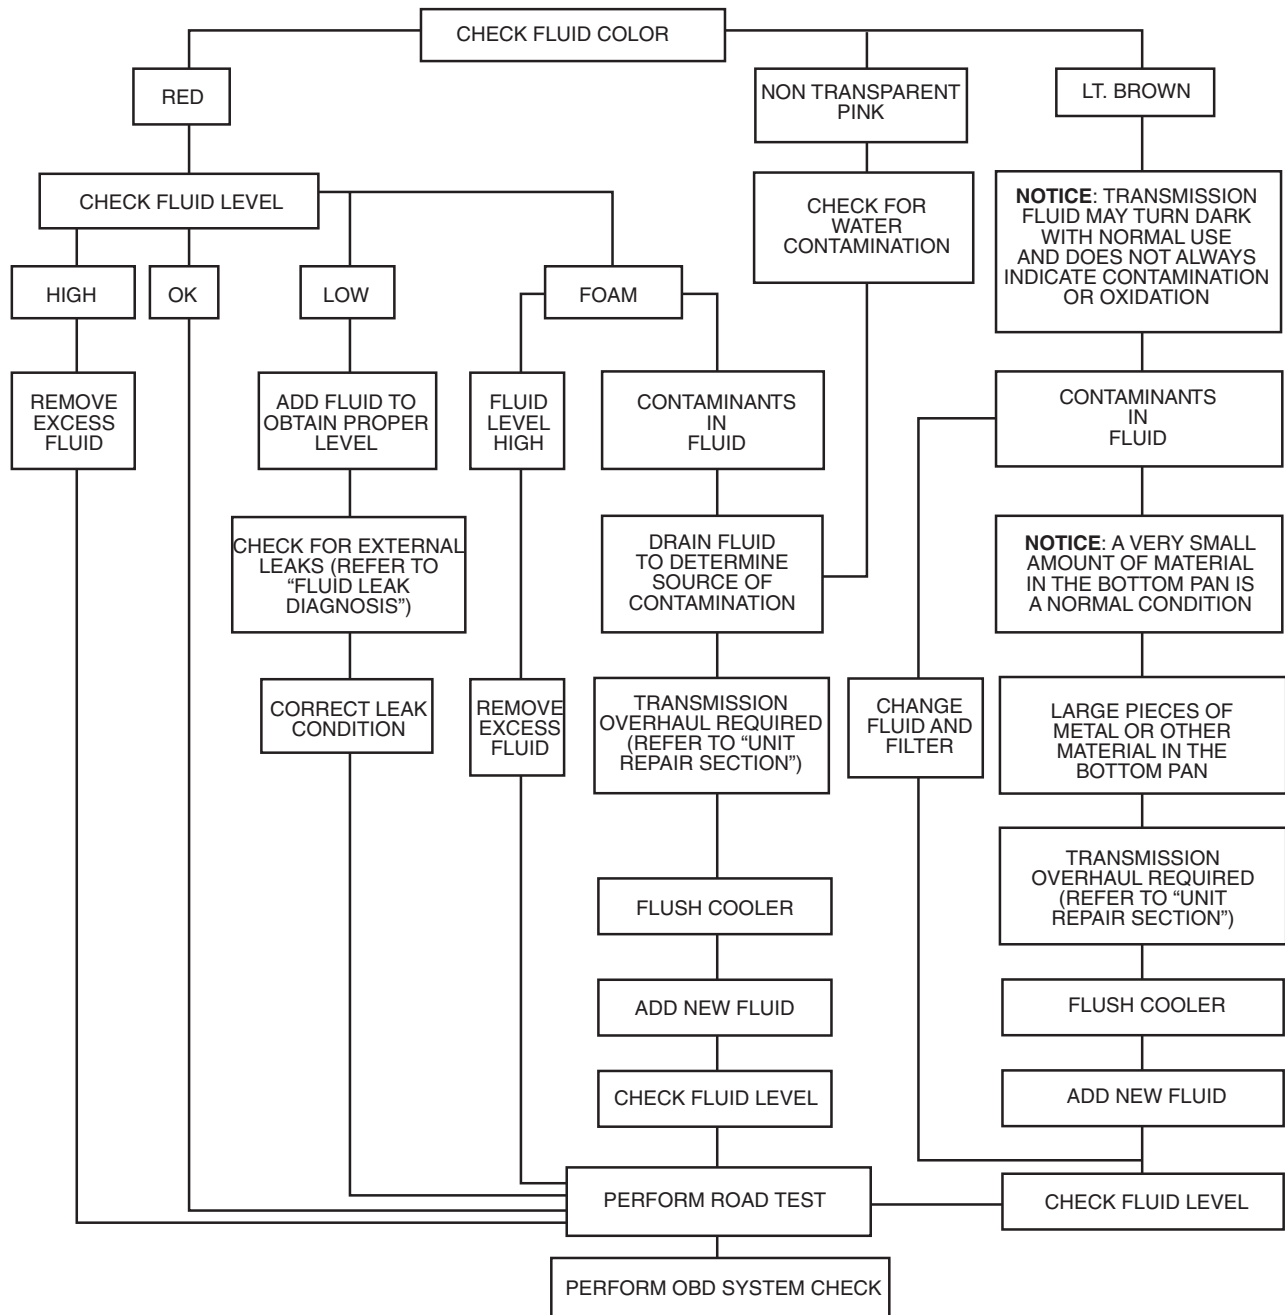 CHECK FLUID COLOR
RED
NON TRANSPARENT
PINK
LT. BROWN
CHECK FLUID LEVEL
CHECK FOR
WATER
CONTAMINATION
NOTICE: TRANSMISSION
FLUID MAY TURN DARK
WITH NORMAL USE
AND DOES NOT ALWAYS
INDICATE CONTAMINATION
OR OXIDATION
HIGH
OK
LOW
FOAM
REMOVE
EXCESS
FLUID
ADD FLUID TO
OBTAIN PROPER
LEVEL
FLUID
LEVEL
HIGH
CONTAMINANTS
IN
FLUID
CONTAMINANTS
IN
FLUID
CHECK FOR EXTERNAL
LEAKS (REFER TO
“FLUID LEAK
DIAGNOSIS”)
DRAIN FLUID
TO DETERMINE
SOURCE OF
CONTAMINATION
NOTICE: A VERY SMALL
AMOUNT OF MATERIAL
IN THE BOTTOM PAN IS
A NORMAL CONDITION
CORRECT LEAK
CONDITION
REMOVE
EXCESS
FLUID
TRANSMISSION
OVERHAUL REQUIRED
(REFER TO “UNIT
REPAIR SECTION”)
CHANGE
FLUID AND
FILTER
LARGE PIECES OF
METAL OR OTHER
MATERIAL IN THE
BOTTOM PAN
TRANSMISSION
OVERHAUL REQUIRED
(REFER TO “UNIT
REPAIR SECTION”)
FLUSH COOLER
FLUSH COOLER
ADD NEW FLUID
ADD NEW FLUID
CHECK FLUID LEVEL
PERFORM ROAD TEST
CHECK FLUID LEVEL
PERFORM OBD SYSTEM CHECK